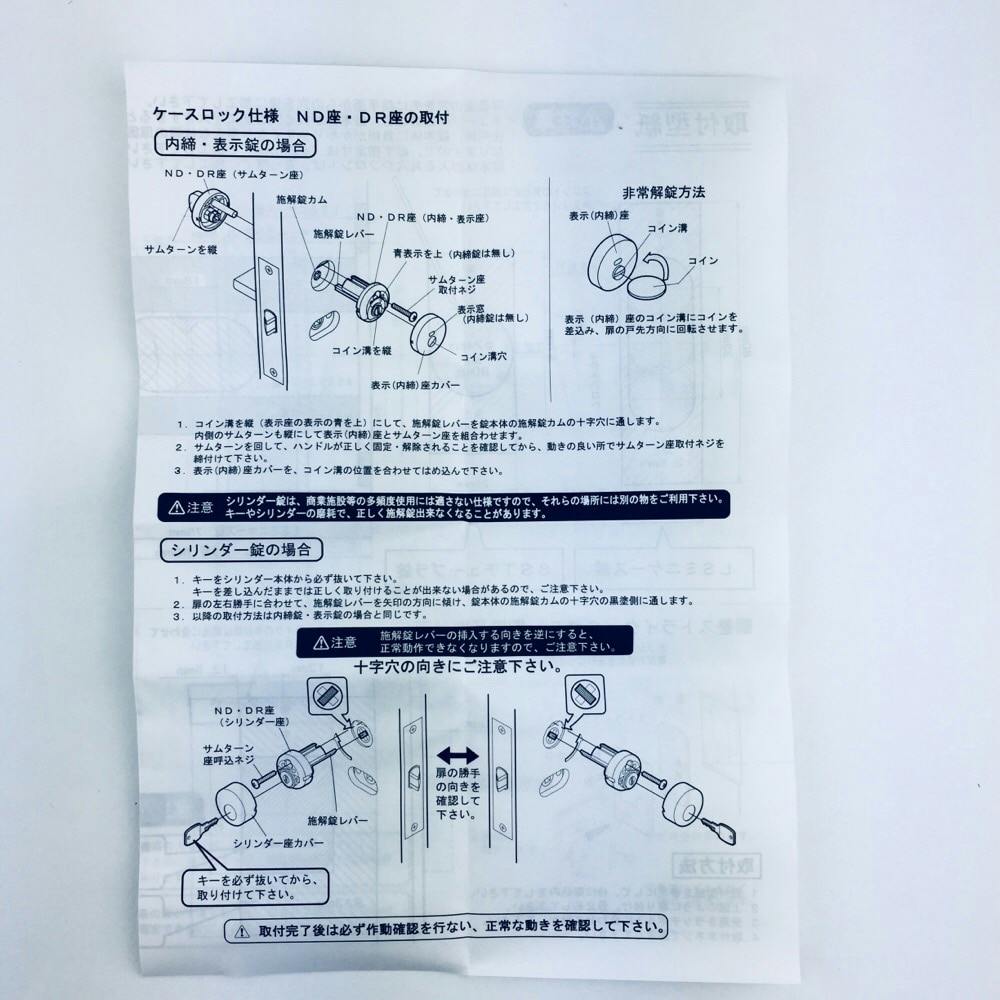 ケースロック仕様　ND座・DR座の取付
内締・表示錠の場合
ND・DR座（サムターン座）
施解錠カム
ND・DR座（内締・表示座）
施解錠レバー
サムターンを縦
青表示を上（内締錠は無し）
サムターン座
取付ネジ
表示窓
（内締錠は無し）
コイン溝を縦
コイン溝穴
表示(内締)座カバー
非常解錠方法
表示(内締)座
コイン溝
コイン
表示（内締）座のコイン溝にコインを
差込み、扉の戸先方向に回転させます。
1．コイン溝を縦（表示座の表示の青を上）にして、施解錠レバーを錠本体の施解錠カムの十字穴に通します。
内側のサムターンも縦にして表示(内締)座とサムターン座を組合わせます。
2．サムターンを回して、ハンドルが正しく固定・解除されることを確認してから、動きの良い所でサムターン座取付ネジを
締付けて下さい。
3．表示(内締)座カバーを、コイン溝の位置を合わせてはめ込んで下さい。
⚠注意
シリンダー錠は、商業施設等の多頻度使用には適さない仕様ですので、それらの場所には別の物をご利用下さい。
キーやシリンダーの磨耗で、正しく施解錠出来なくなることがあります。
シリンダー錠の場合
1．キーをシリンダー本体から必ず抜いて下さい。
キーを差し込んだままでは正しく取り付けることが出来ない場合があるので、ご注意下さい。
2．扉の左右勝手に合わせて、施解錠レバーを矢印の方向に傾け、錠本体の施解錠カムの十字穴の黒塗側に通します。
3．以降の取付方法は内締錠・表示錠の場合と同じです。
⚠注意
施解錠レバーの挿入する向きを逆にすると、
正常動作できなくなりますので、ご注意下さい。
十字穴の向きにご注意下さい。
ND・DR座
（シリンダー座）
サムターン
座呼込ネジ
施解錠レバー
シリンダー座カバー
キーを必ず抜いてから、
取り付けて下さい。
扉の勝手
の向きを
確認して
下さい。
⚠ 取付完了後は必ず作動確認を行ない、正常な動きを確認して下さい。